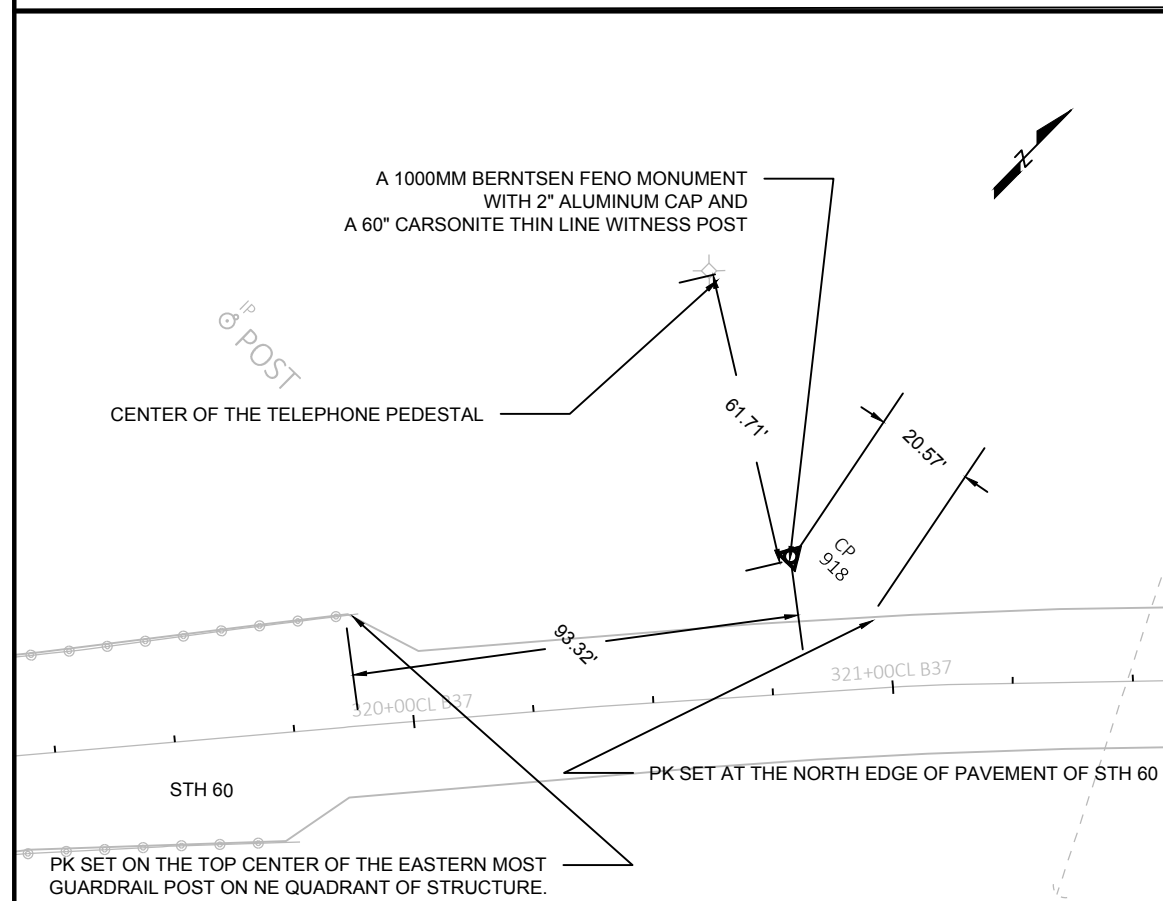 Z
A 1000MM BERNTSEN FENO MONUMENT
WITH 2" ALUMINUM CAP AND
A 60" CARSONITE THIN LINE WITNESS POST
IP
POST
CENTER OF THE TELEPHONE PEDESTAL
61.71'
20.57'
CP
918
93.32'
320+00CL B37
321+00CL B37
STH 60
PK SET AT THE NORTH EDGE OF PAVEMENT OF STH 60
PK SET ON THE TOP CENTER OF THE EASTERN MOST
GUARDRAIL POST ON NE QUADRANT OF STRUCTURE.